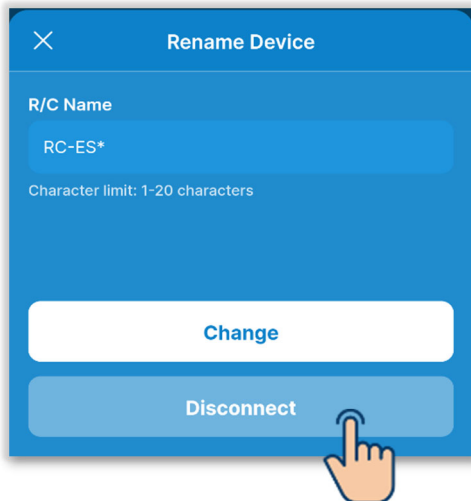 Rename Device
R/C Name
RC-ES*
Character limit: 1-20 characters
Change
Disconnect